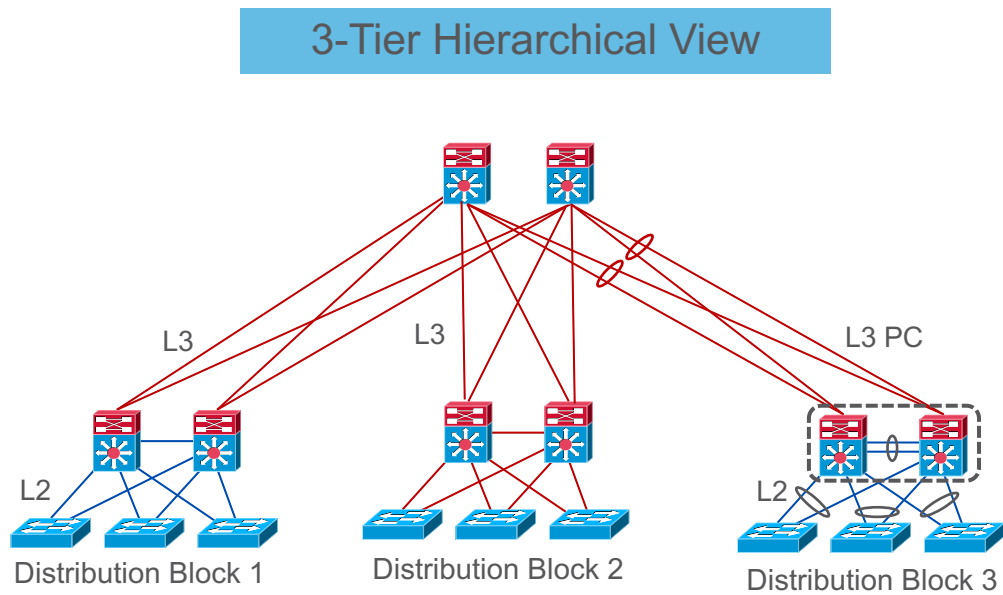 3-Tier Hierarchical View
L3
L3
L3 PC
L2
L2
Distribution Block 1
Distribution Block 2
Distribution Block 3